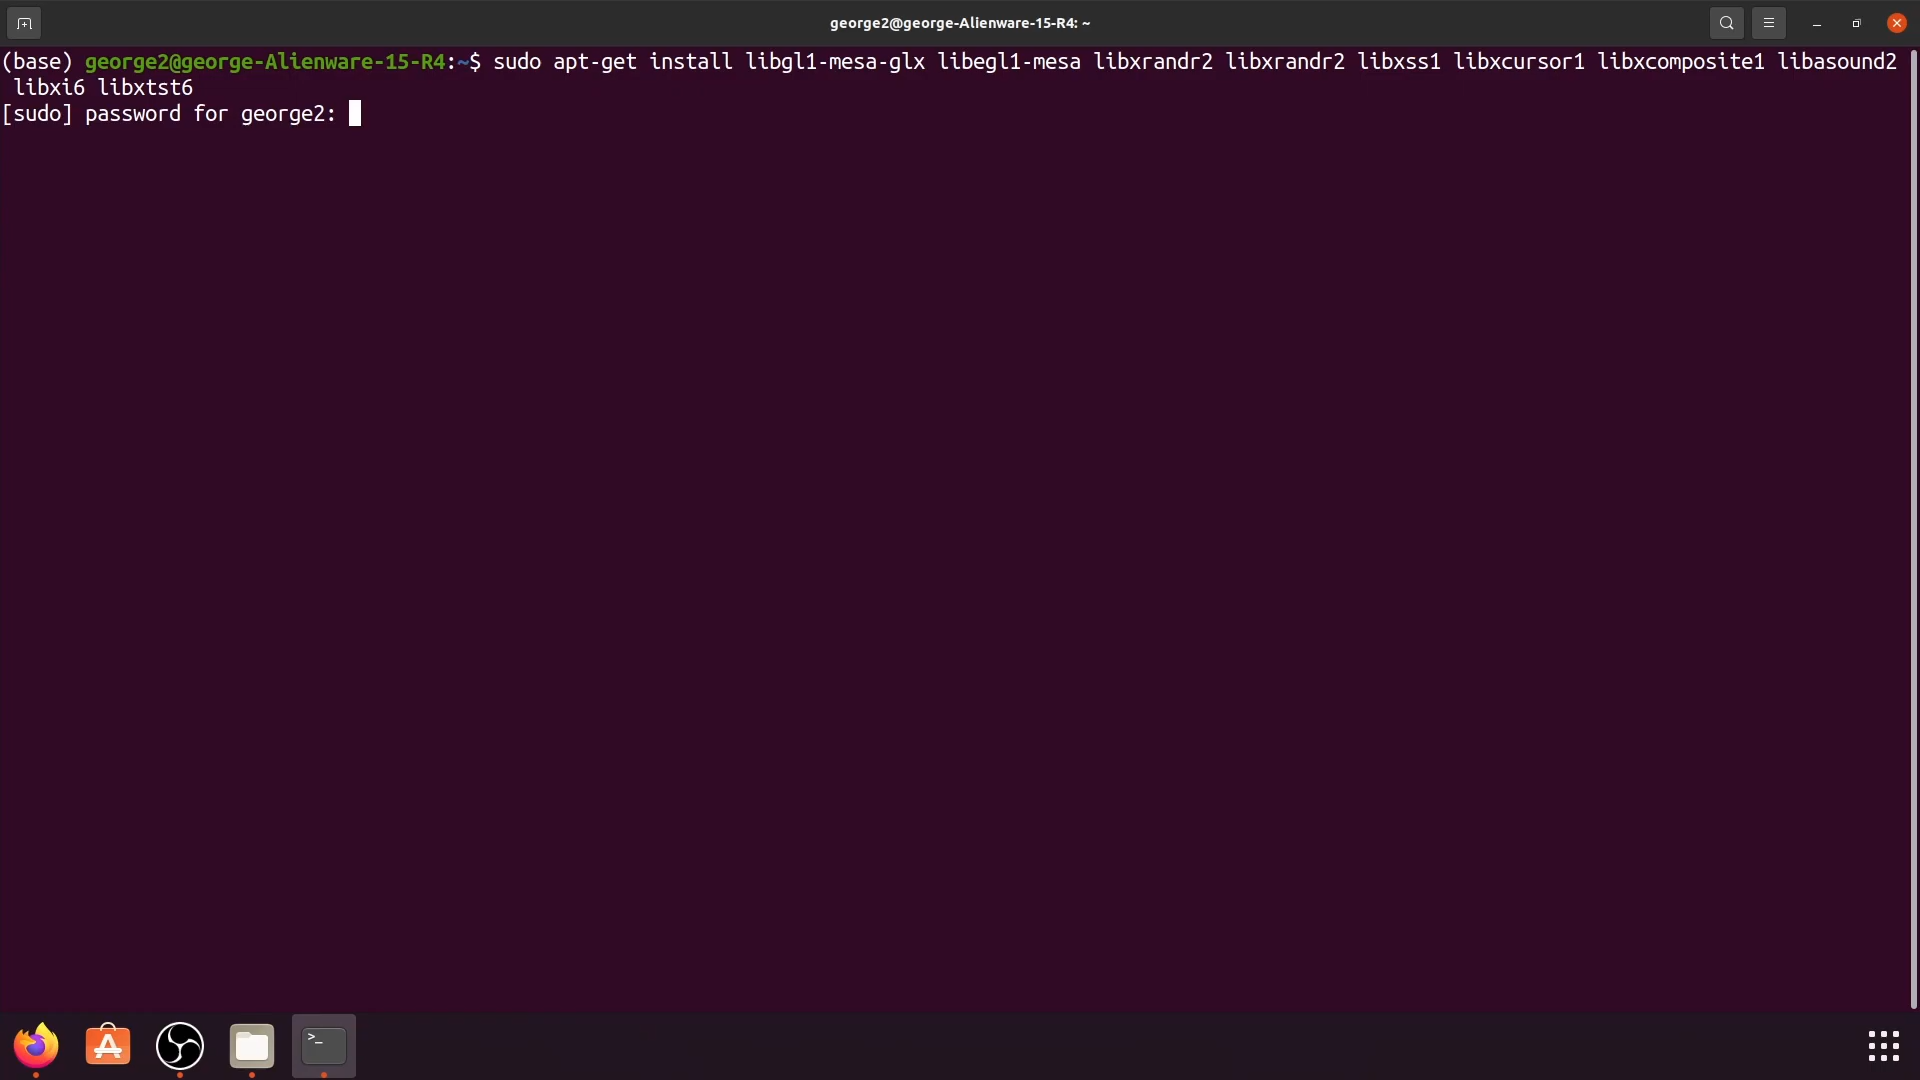 george2@george-Alienware-15-R4: ~
(base) george2@george-Alienware-15-R4:~$ sudo apt-get install libgl1-mesa-glx libegl1-mesa libxrandr2 libxrandr2 libxss1 libxcursor1 libxcomposite1 libasound2
libxi6 libxtst6
[sudo] password for george2: